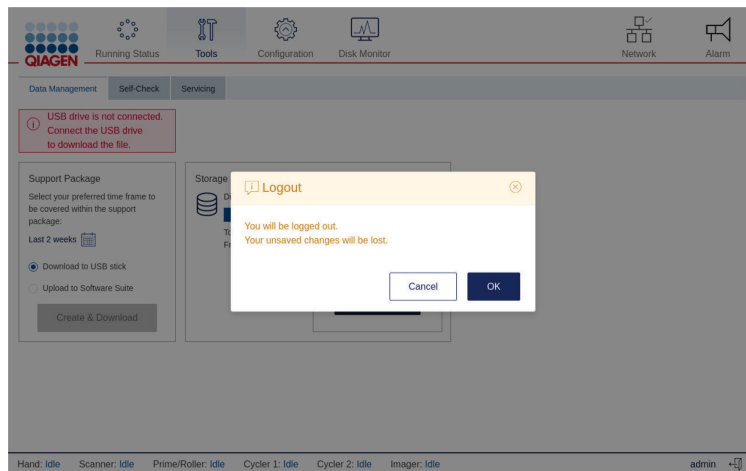 QIAGEN
Running Status
Tools
Configuration
Disk Monitor
Network
Alarm
Data Management
Self-Check
Servicing
USB drive is not connected.
Connect the USB drive
to download the file.
Support Package
Select your preferred time frame to
be covered within the support
package:
Last 2 weeks
Download to USB stick
Upload to Software Suite
Create & Download
Storage
Logout
You will be logged out.
Your unsaved changes will be lost.
Cancel
OK
Hand: Idle
Scanner: Idle
Prime/Roller: Idle
Cycler 1: Idle
Cycler 2: Idle
Imager: Idle
admin